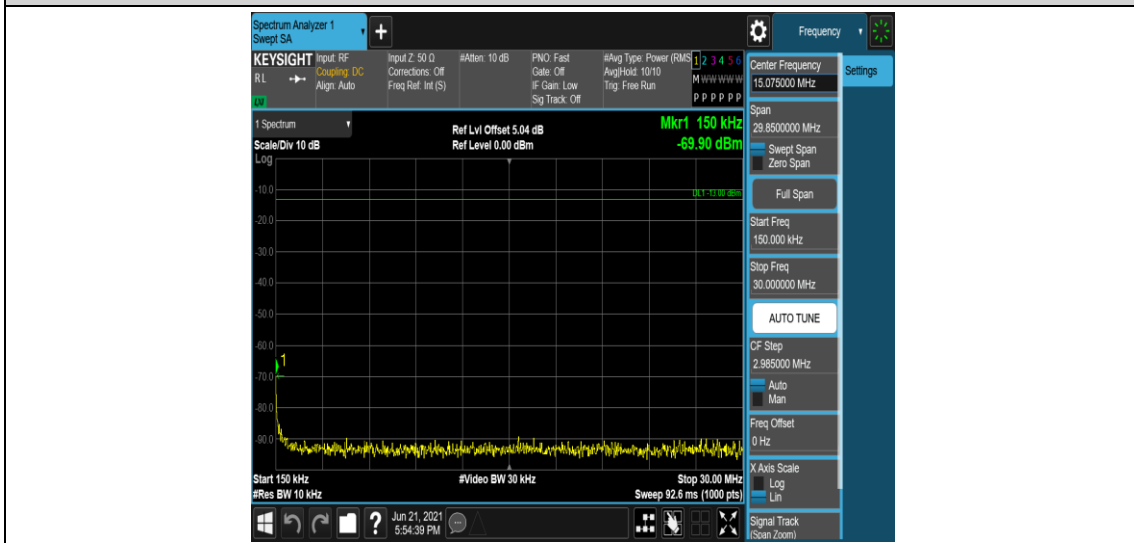 Spectrum Analyzer 1
Swept SA
+
Frequency
KEYSIGHT
RL
LXI
Input: RF
Coupling: DC
Align: Auto
Input Z: 50 Ω
Corrections: Off
Freq Ref: Int (S)
#Atten: 10 dB
PNO: Fast
Gate: Off
IF Gain: Low
Sig Track: Off
#Avg Type: Power (RMS
Avg|Hold: 10/10
Trig: Free Run
1 2 3 4 5 6
M W W W W W
P P P P P P
1 Spectrum
Scale/Div 10 dB
Ref Lvl Offset 5.04 dB
Ref Level 0.00 dBm
Mkr1 150 kHz
-69.90 dBm
Log
DL1 -13.00 dBm
-10.0
-20.0
-30.0
-40.0
-50.0
-60.0
1
-70.0
-80.0
-90.0
Start 150 kHz
#Video BW 30 kHz
Stop 30.00 MHz
#Res BW 10 kHz
Sweep 92.6 ms (1000 pts)
?
Jun 21, 2021
5:54:39 PM
Center Frequency
15.075000 MHz
Settings
Span
29.8500000 MHz
Swept Span
Zero Span
Full Span
Start Freq
150.000 kHz
Stop Freq
30.000000 MHz
AUTO TUNE
CF Step
2.985000 MHz
Auto
Man
Freq Offset
0 Hz
X Axis Scale
Log
Lin
Signal Track
(Span Zoom)